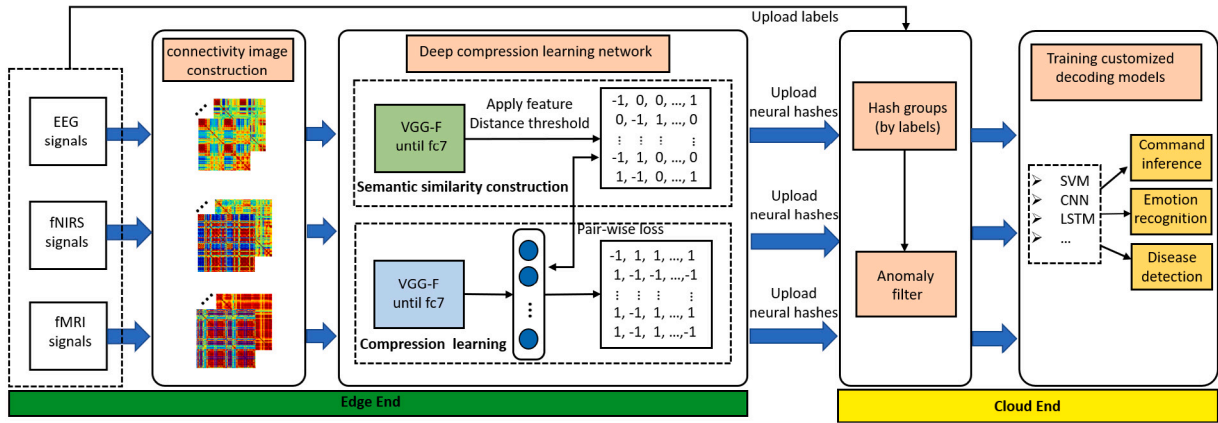 Upload labels
EEG
signals
fNIRS
signals
fMRI
signals
connectivity image
construction
Deep compression learning network
VGG-F
until fc7
Apply feature
Distance threshold
-1, 0, 0, ..., 1
0, -1, 1, ..., 0
⋮ ⋮ ⋮ ⋮
-1, 1, 0, ..., 0
1, -1, 0, ..., 1
Semantic similarity construction
Pair-wise loss
VGG-F
until fc7
...
-1, 1, 1, ..., 1
1, -1, -1, ...,-1
⋮ ⋮ ⋮ ⋮
1, -1, 1, ..., 1
1, -1, 1, ...,-1
Compression learning
Upload
neural hashes
Upload
neural hashes
Upload
neural hashes
Hash groups
(by labels)
Anomaly
filter
Training customized
decoding models
➢ SVM
➢ CNN
➢ LSTM
➢ ...
Command
inference
Emotion
recognition
Disease
detection
Edge End
Cloud End